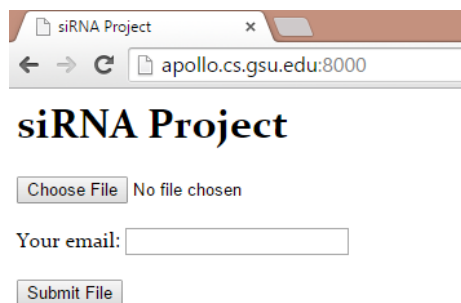 siRNA Project
apollo.cs.gsu.edu:8000
siRNA Project
Choose File No file chosen
Your email:
Submit File